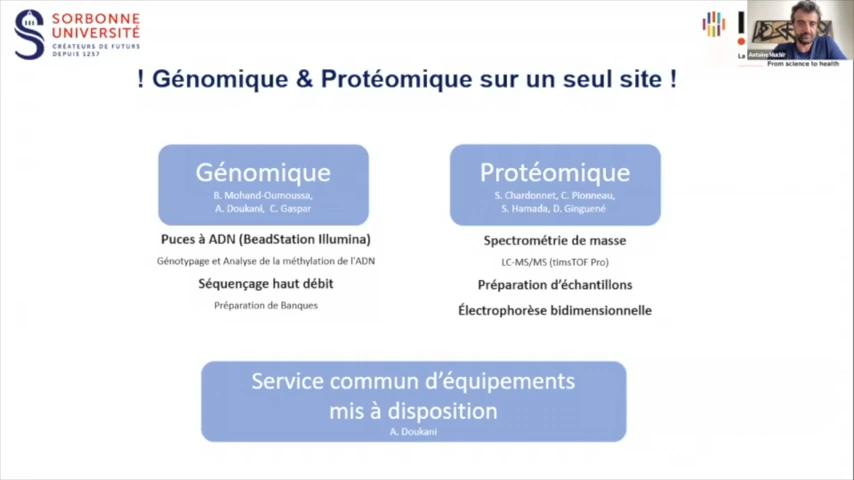 SORBONNE
UNIVERSITÉ
CRÉATEURS DE FUTURS
DEPUIS 1257
La
From science to health
! Génomique & Protéomique sur un seul site !
Génomique
B. Mohand-Oumoussa,
A. Doukani, C. Gaspar
Puces à ADN (BeadStation Illumina)
Génotypage et Analyse de la méthylation de l'ADN
Séquençage haut débit
Préparation de Banques
Protéomique
S. Chardonnet, C. Pionneau,
S. Hamada, D. Ginguené
Spectrométrie de masse
LC-MS/MS (timsTOF Pro)
Préparation d'échantillons
Électrophorèse bidimensionnelle
Service commun d'équipements
mis à disposition
A. Doukani